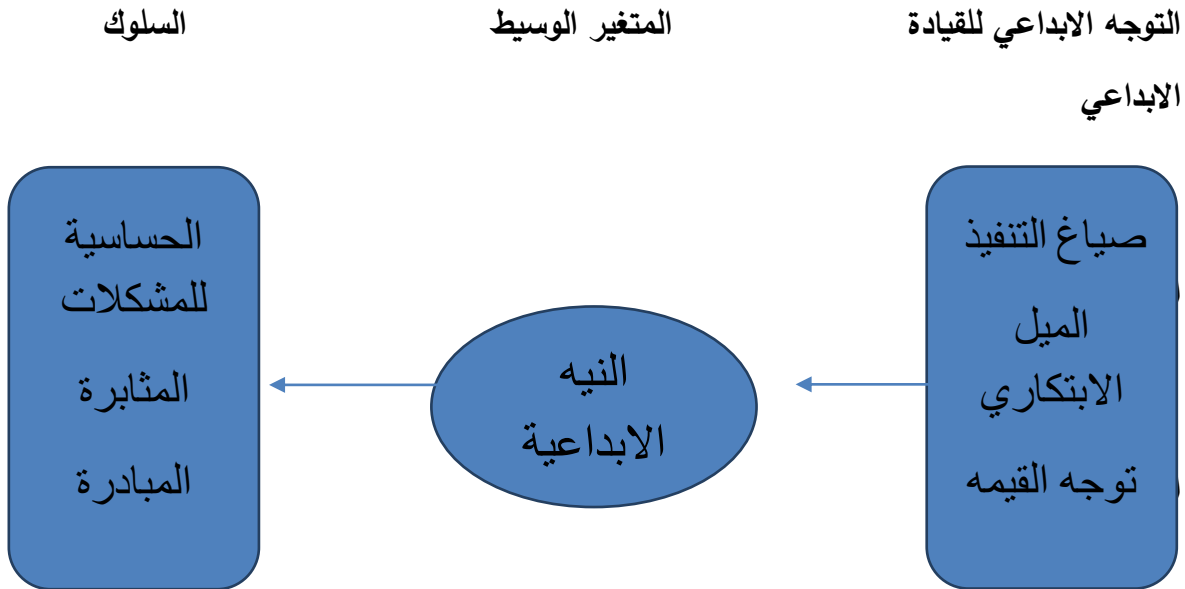 التوجه الابداعي للقيادة
المتغير الوسيط
السلوك
الابداعي
صياغ التنفيذ
الميل
الابتكاري
توجه القيمه
النيه
الابداعية
الحساسية
للمشكلات
المثابرة
المبادرة